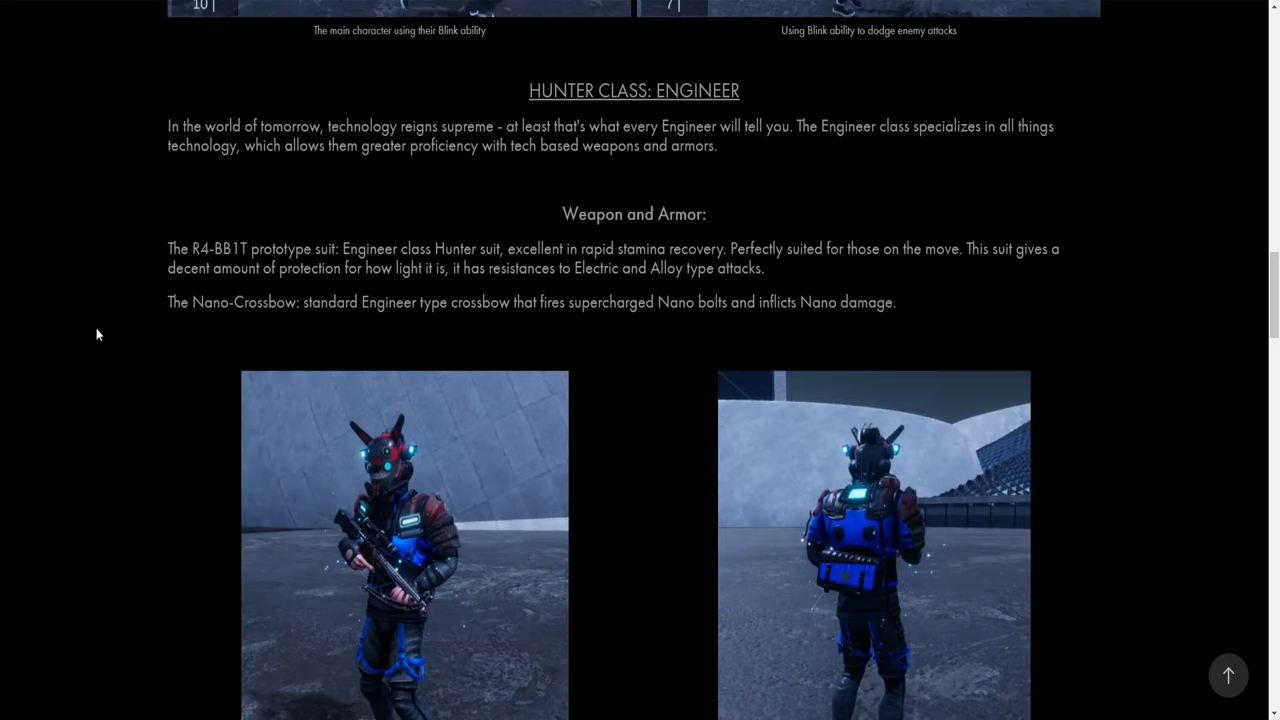 10|
7|
The main character using their Blink ability
Using Blink ability to dodge enemy attacks
HUNTER CLASS: ENGINEER
In the world of tomorrow, technology reigns supreme - at least that's what every Engineer will tell you. The Engineer class specializes in all things
technology, which allows them greater proficiency with tech based weapons and armors.
Weapon and Armor:
The R4-BB1T prototype suit: Engineer class Hunter suit, excellent in rapid stamina recovery. Perfectly suited for those on the move. This suit gives a
decent amount of protection for how light it is, it has resistances to Electric and Alloy type attacks.
The Nano-Crossbow: standard Engineer type crossbow that fires supercharged Nano bolts and inflicts Nano damage.